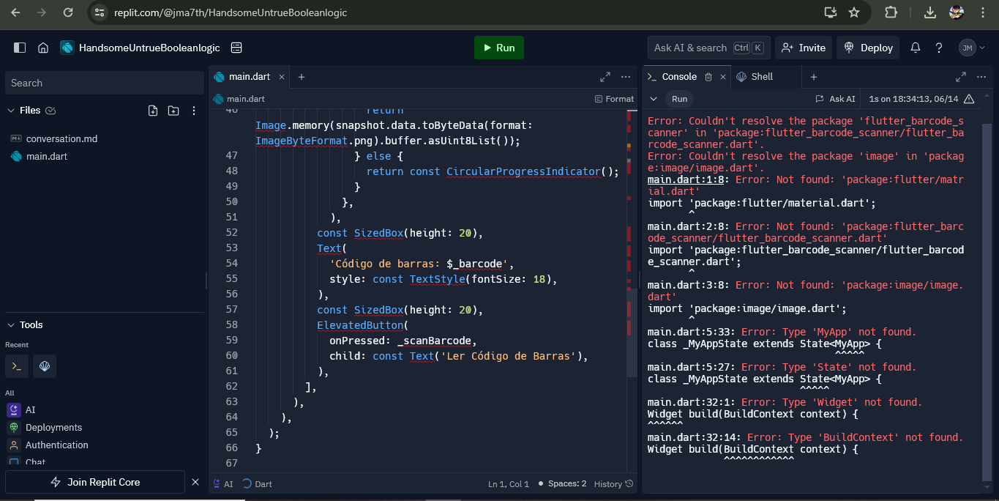 replit.com/@jma7th/HandsomeUntrueBooleanlogic
HandsomeUntrueBooleanlogic
Run
Ask AI & search Ctrl K
Invite
Deploy
JM
Search
Files
conversation.md
main.dart
Tools
Recent
All
AI
Deployments
Authentication
Chat
Join Replit Core
main.dart
main.dart
Format
46 return
Image.memory(snapshot.data.toByteData(format:
ImageByteFormat.png).buffer.asUint8List());
47 } else {
48 return const CircularProgressIndicator();
49 }
50 },
51 ),
52 const SizedBox(height: 20),
53 Text(
54 'Código de barras: $_barcode',
55 style: const TextStyle(fontSize: 18),
56 ),
57 const SizedBox(height: 20),
58 ElevatedButton(
59 onPressed: _scanBarcode,
60 child: const Text('Ler Código de Barras'),
61 ),
62 ],
63 ),
64 ),
65 );
66 }
67
AI
Dart
Ln 1, Col 1
Spaces: 2
History
Console
Shell
Run
Ask AI
1s on 18:34:13, 06/14
Error: Couldn't resolve the package 'flutter_barcode_s
canner' in 'package:flutter_barcode_scanner/flutter_ba
rcode_scanner.dart'.
Error: Couldn't resolve the package 'image' in 'packag
e:image/image.dart'.
main.dart:1:8: Error: Not found: 'package:flutter/mater
ial.dart'
import 'package:flutter/material.dart';
^
main.dart:2:8: Error: Not found: 'package:flutter_barc
ode_scanner/flutter_barcode_scanner.dart'
import 'package:flutter_barcode_scanner/flutter_barcod
e_scanner.dart';
^
main.dart:3:8: Error: Not found: 'package:image/image.
dart'
import 'package:image/image.dart';
^
main.dart:5:33: Error: Type 'MyApp' not found.
class _MyAppState extends State<MyApp> {
^^^^^
main.dart:5:27: Error: Type 'State' not found.
class _MyAppState extends State<MyApp> {
^^^^^
main.dart:32:1: Error: Type 'Widget' not found.
Widget build(BuildContext context) {
^^^^^^
main.dart:32:14: Error: Type 'BuildContext' not found.
Widget build(BuildContext context) {
^^^^^^^^^^^^